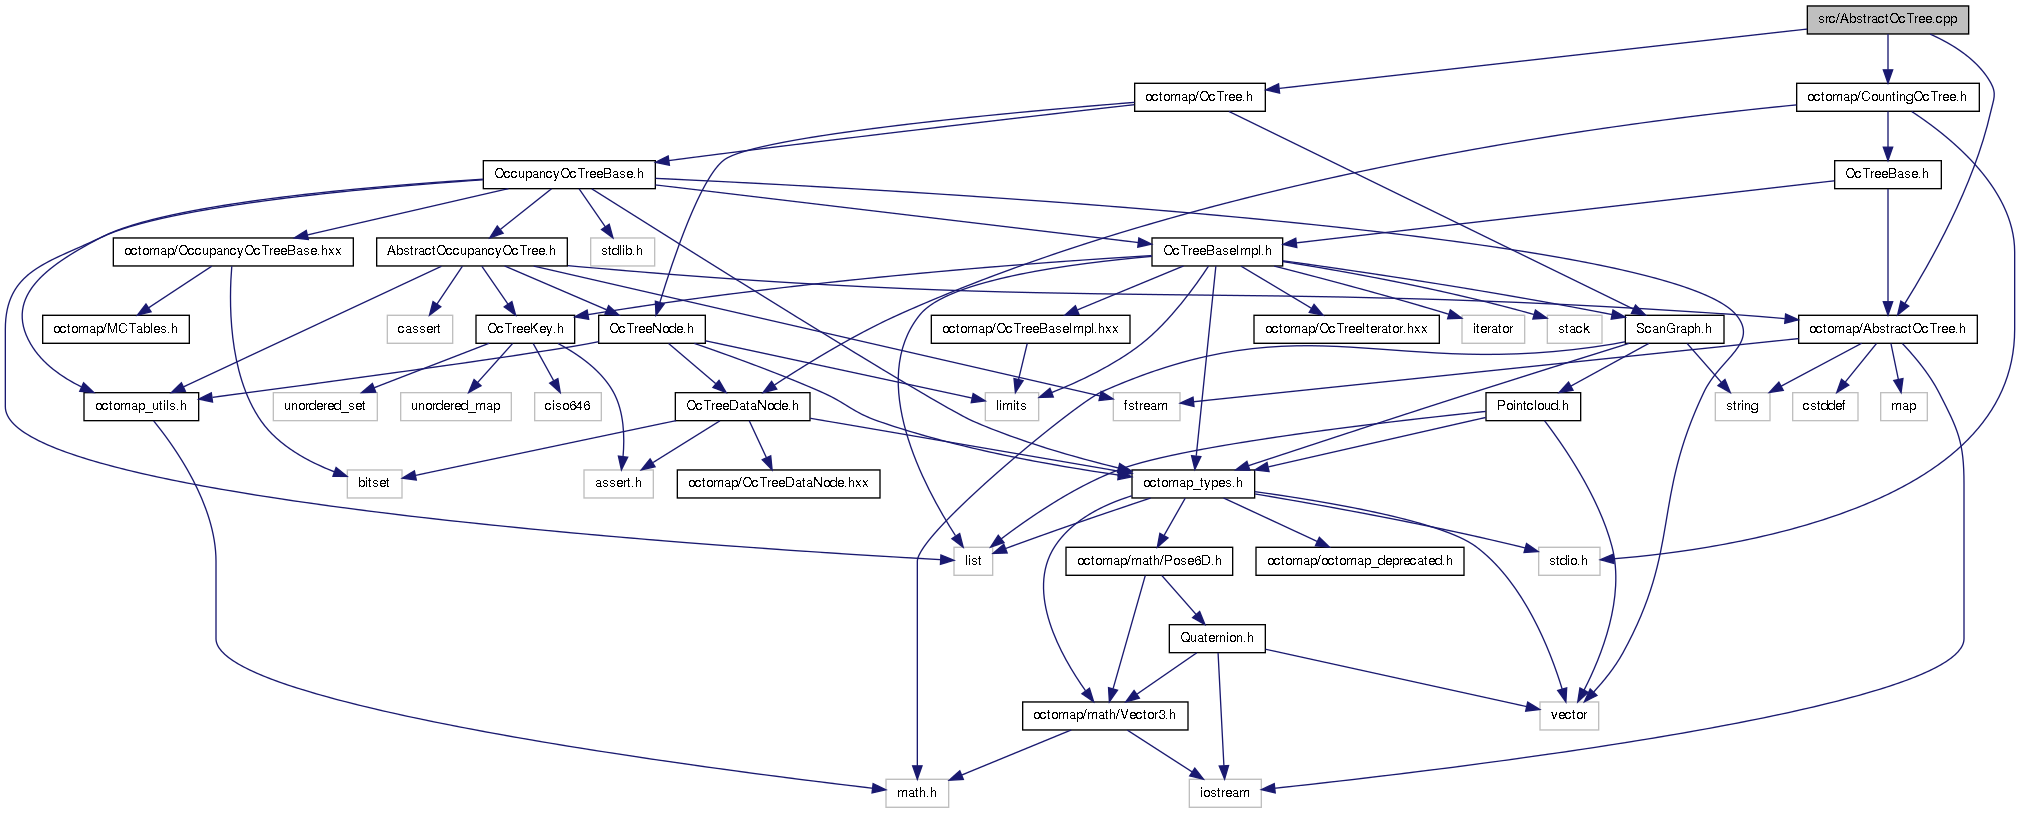 src/AbstractOcTree.cpp
octomap/OcTree.h
octomap/CountingOcTree.h
OccupancyOcTreeBase.h
OcTreeBase.h
octomap/OccupancyOcTreeBase.hxx
AbstractOccupancyOcTree.h
stdlib.h
OcTreeBaseImpl.h
octomap/MCTables.h
cassert
OcTreeKey.h
OcTreeNode.h
octomap/OcTreeBaseImpl.hxx
octomap/OcTreeIterator.hxx
iterator
stack
ScanGraph.h
octomap/AbstractOcTree.h
octomap_utils.h
unordered_set
unordered_map
ciso646
OcTreeDataNode.h
limits
fstream
Pointcloud.h
string
cstddef
map
bitset
assert.h
octomap/OcTreeDataNode.hxx
octomap_types.h
list
octomap/math/Pose6D.h
octomap/octomap_deprecated.h
stdio.h
Quaternion.h
octomap/math/Vector3.h
vector
math.h
iostream